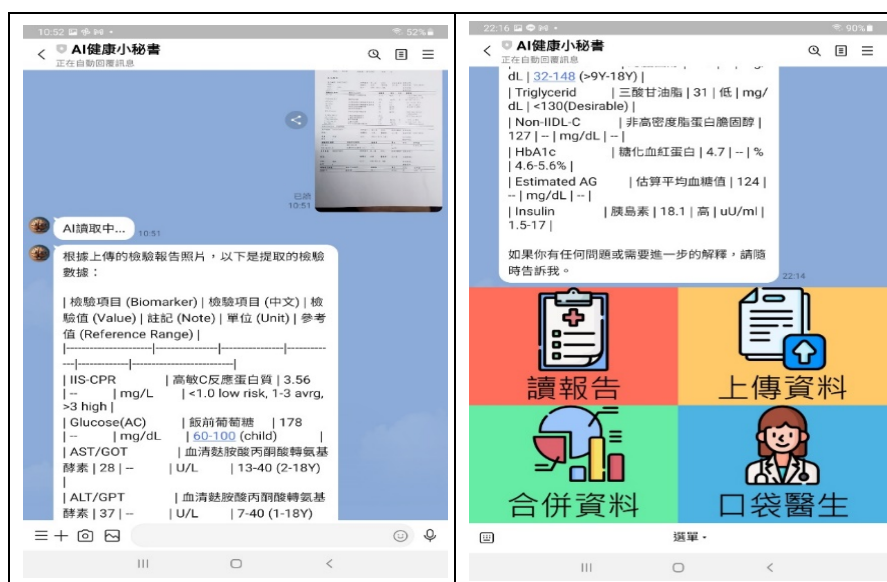 10:52
52%
AI健康小秘書
正在自動回覆訊息
已讀
10:51
AI讀取中...
10:51
根據上傳的檢驗報告照片，以下是提取的檢驗
數據：
| 檢驗項目 (Biomarker) | 檢驗項目 (中文) | 檢
驗值 (Value) | 註記 (Note) | 單位 (Unit) | 參考
值 (Reference Range) |
|----------------------|----------------|----------------|-----------
---|-------------|--------------------------|
| IIS-CPR | 高敏C反應蛋白質 | 3.56
| -- | mg/L | <1.0 low risk, 1-3 avrg,
>3 high |
| Glucose(AC) | 飯前葡萄糖 | 178
| -- | mg/dL | 60-100 (child) |
| AST/GOT | 血清麩胺酸丙酮酸轉氨基
酵素 | 28 | -- | U/L | 13-40 (2-18Y)
|
| ALT/GPT | 血清麩胺酸丙酮酸轉氨基
酵素 | 37 | -- | U/L | 7-40 (1-18Y)
22:16
90%
AI健康小秘書
正在自動回覆訊息
dL | 32-148 (>9Y-18Y) |
| Triglycerid | 三酸甘油脂 | 31 | 低 | mg/
dL | <130(Desirable) |
| Non-IIDL-C | 非高密度脂蛋白膽固醇 |
127 | -- | mg/dL | -- |
| HbA1c | 糖化血紅蛋白 | 4.7 | -- | %
| 4.6-5.6% |
| Estimated AG | 估算平均血糖值 | 124 |
-- | mg/dL | -- |
| Insulin | 胰島素 | 18.1 | 高 | uU/ml |
1.5-17 |
如果你有任何問題或需要進一步的解釋，請隨
時告訴我。
22:14
讀報告
上傳資料
合併資料
口袋醫生
選單